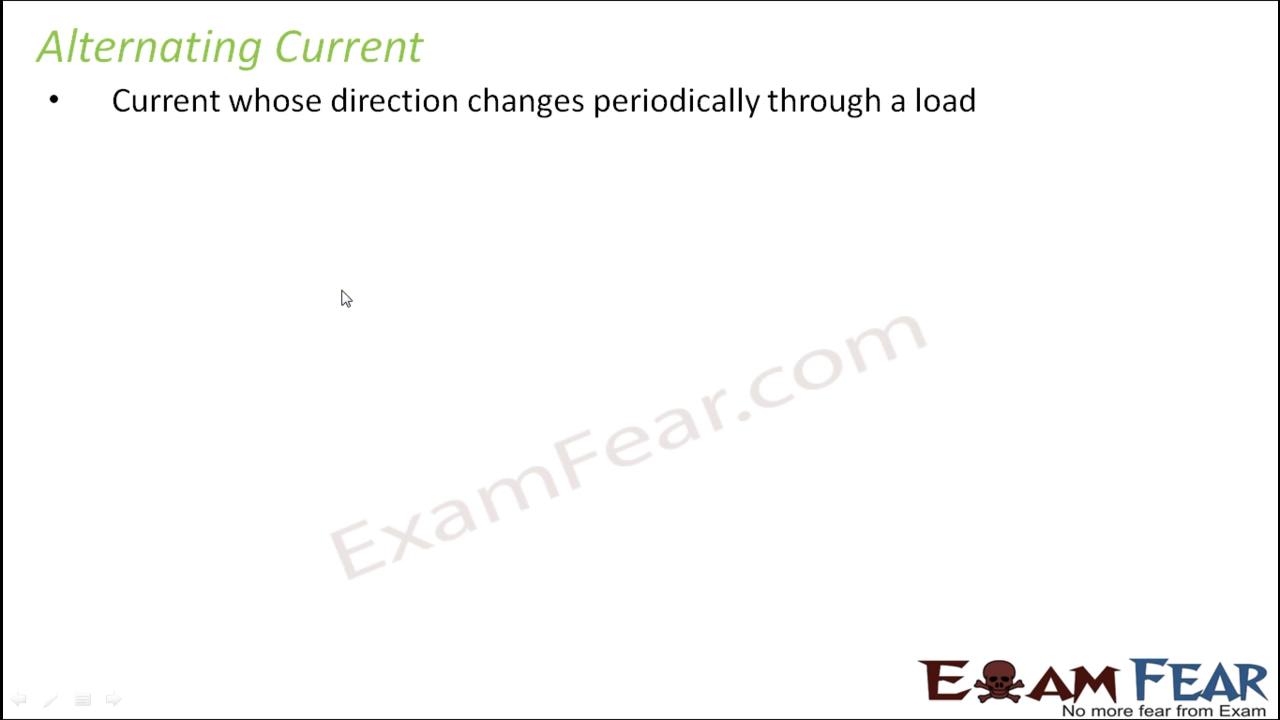 Alternating Current
• Current whose direction changes periodically through a load
ExamFear.com
EXAM FEAR
No more fear from Exam